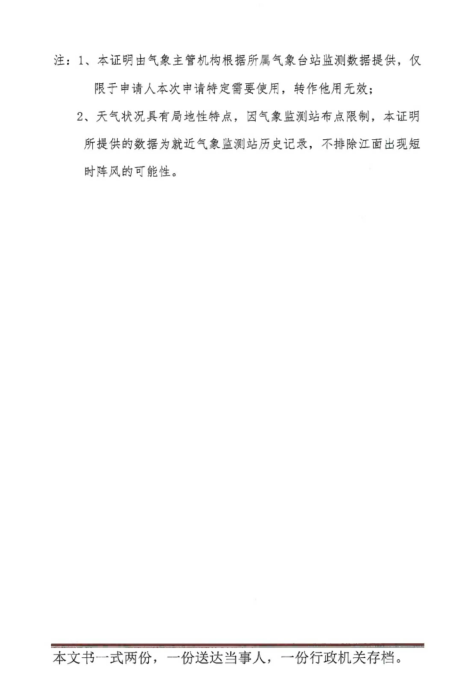 注：1、本证明由气象主管机构根据所属气象台站监测数据提供，仅
限于申请人本次申请特定需要使用，转作他用无效；
2、天气状况具有局地性特点，因气象监测站布点限制，本证明
所提供的数据为就近气象监测站历史记录，不排除江面出现短
时阵风的可能性。
本文书一式两份，一份送达当事人，一份行政机关存档。